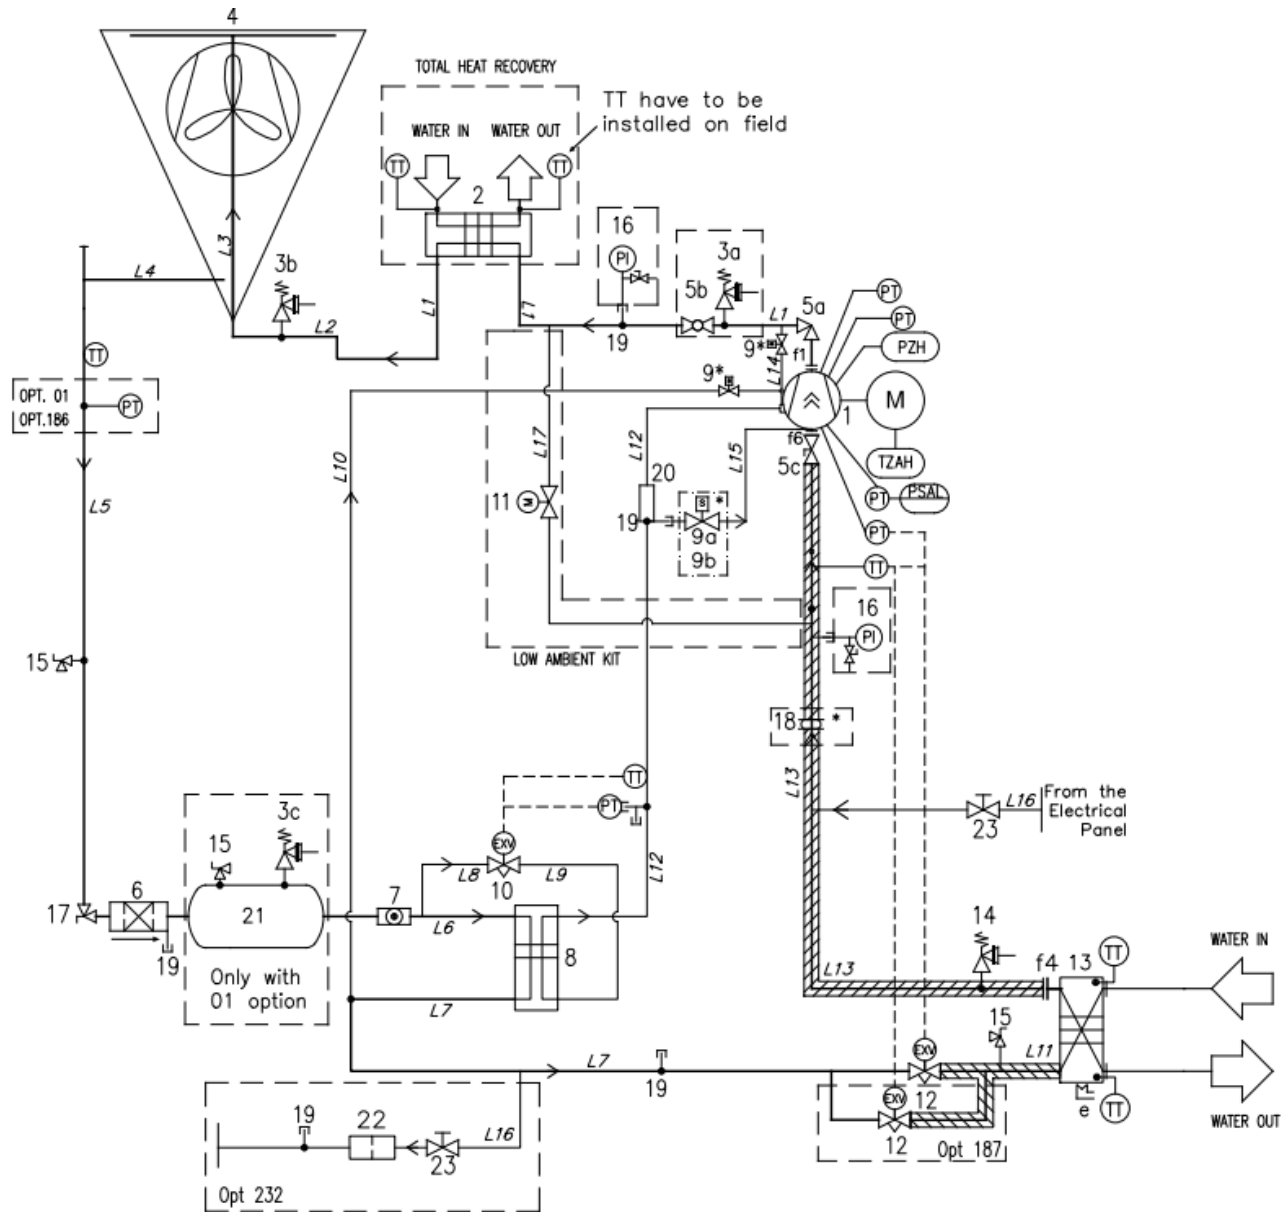 4
TOTAL HEAT RECOVERY
TT have to be
installed on field
WATER IN
WATER OUT
TT
TT
2
16
3a
PI
5b
L3
L4
3b
L1
L1
L1
5a
PT
PT
PZH
L2
19
9*
f1
L14
M
TT
9*
M
1
OPT. 01
OPT.186
PT
L12
L15
f6
TZAH
L10
L17
20
5c
PT
PSAL
L5
11
M
S
*
19
9a
9b
PT
TT
16
PI
15
LOW AMBIENT KIT
18
*
L13
TT
From the
Electrical
Panel
L16
23
PT
3c
15
EXV
L8
L9
10
L12
6
7
14
17
21
L6
8
WATER IN
19
L13
f4
13
TT
Only with
01 option
L7
15
L7
EXV
L11
19
12
EXV
e
TT
19
22
12
WATER OUT
L16
23
Opt 187
Opt 232